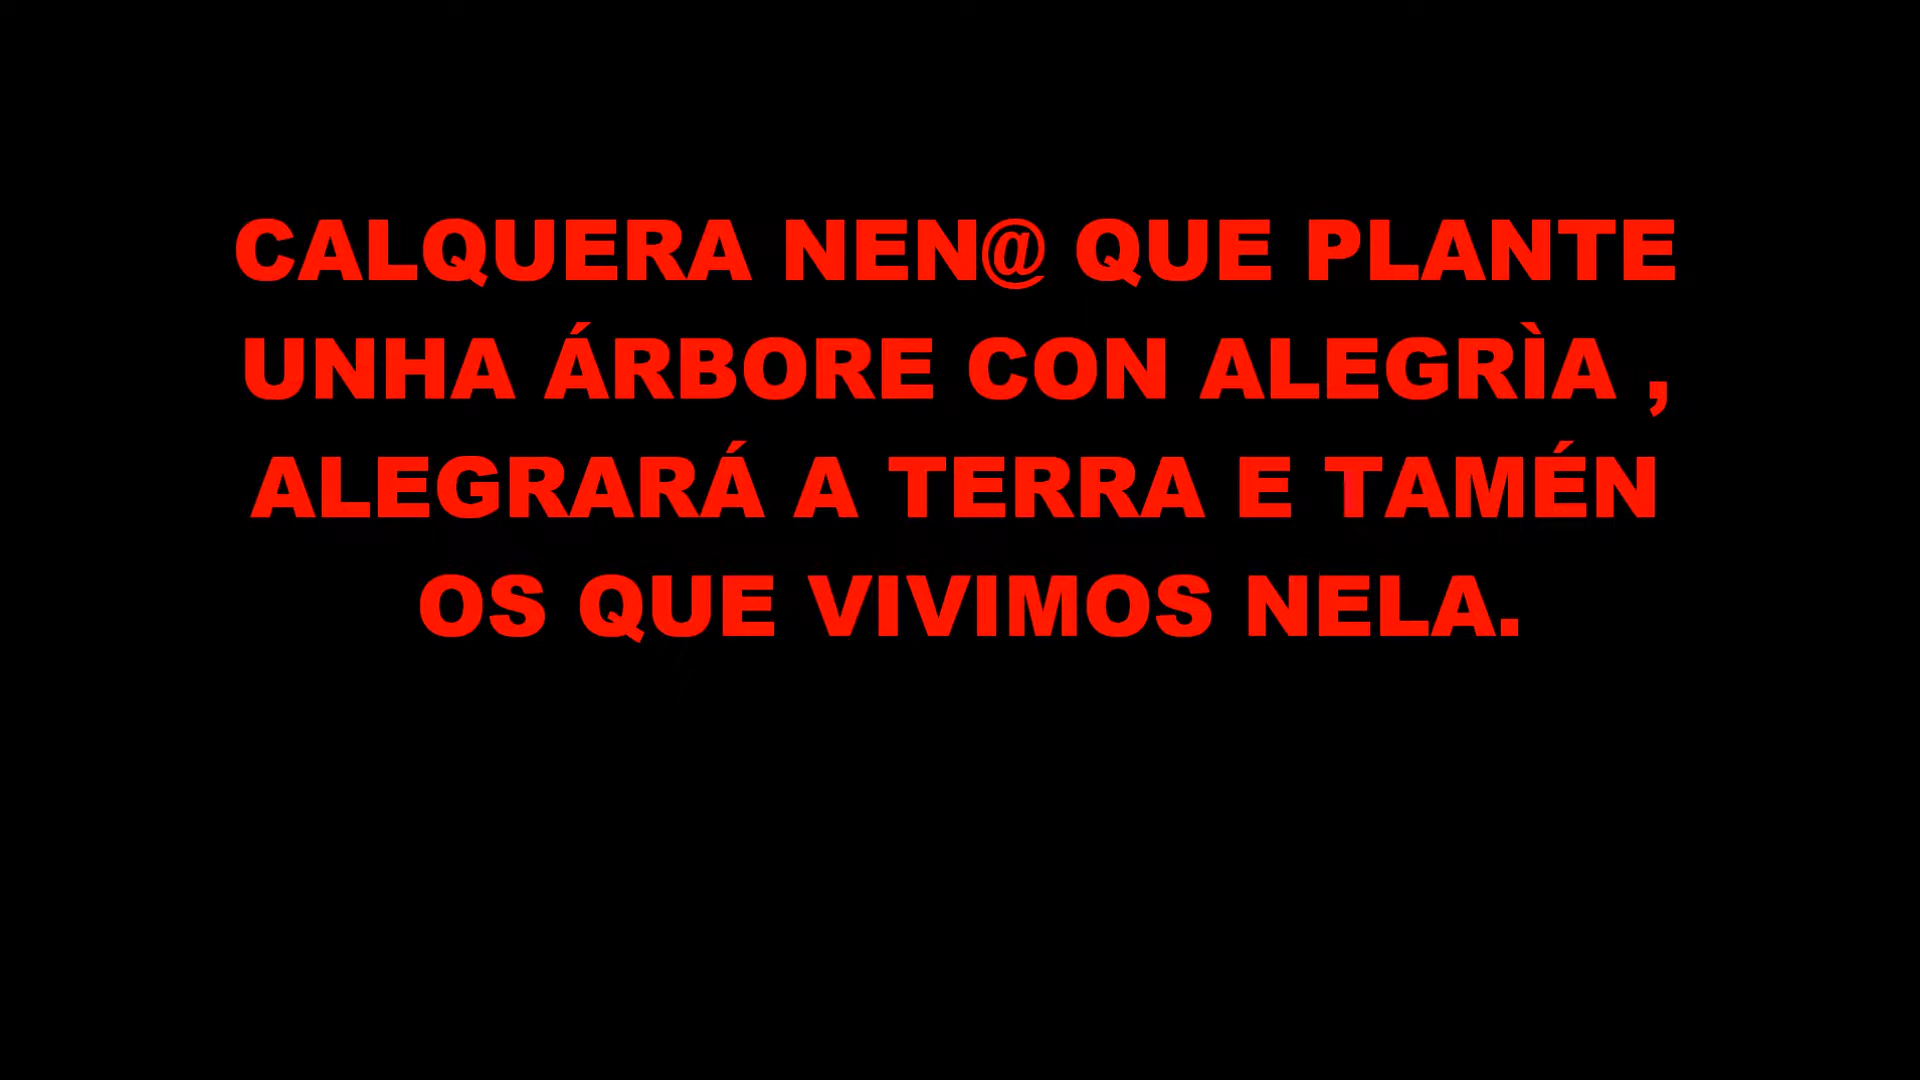 CALQUERA NEN@ QUE PLANTE
UNHA ÁRBORE CON ALEGRÌA ,
ALEGRARÁ A TERRA E TAMÉN
OS QUE VIVIMOS NELA.